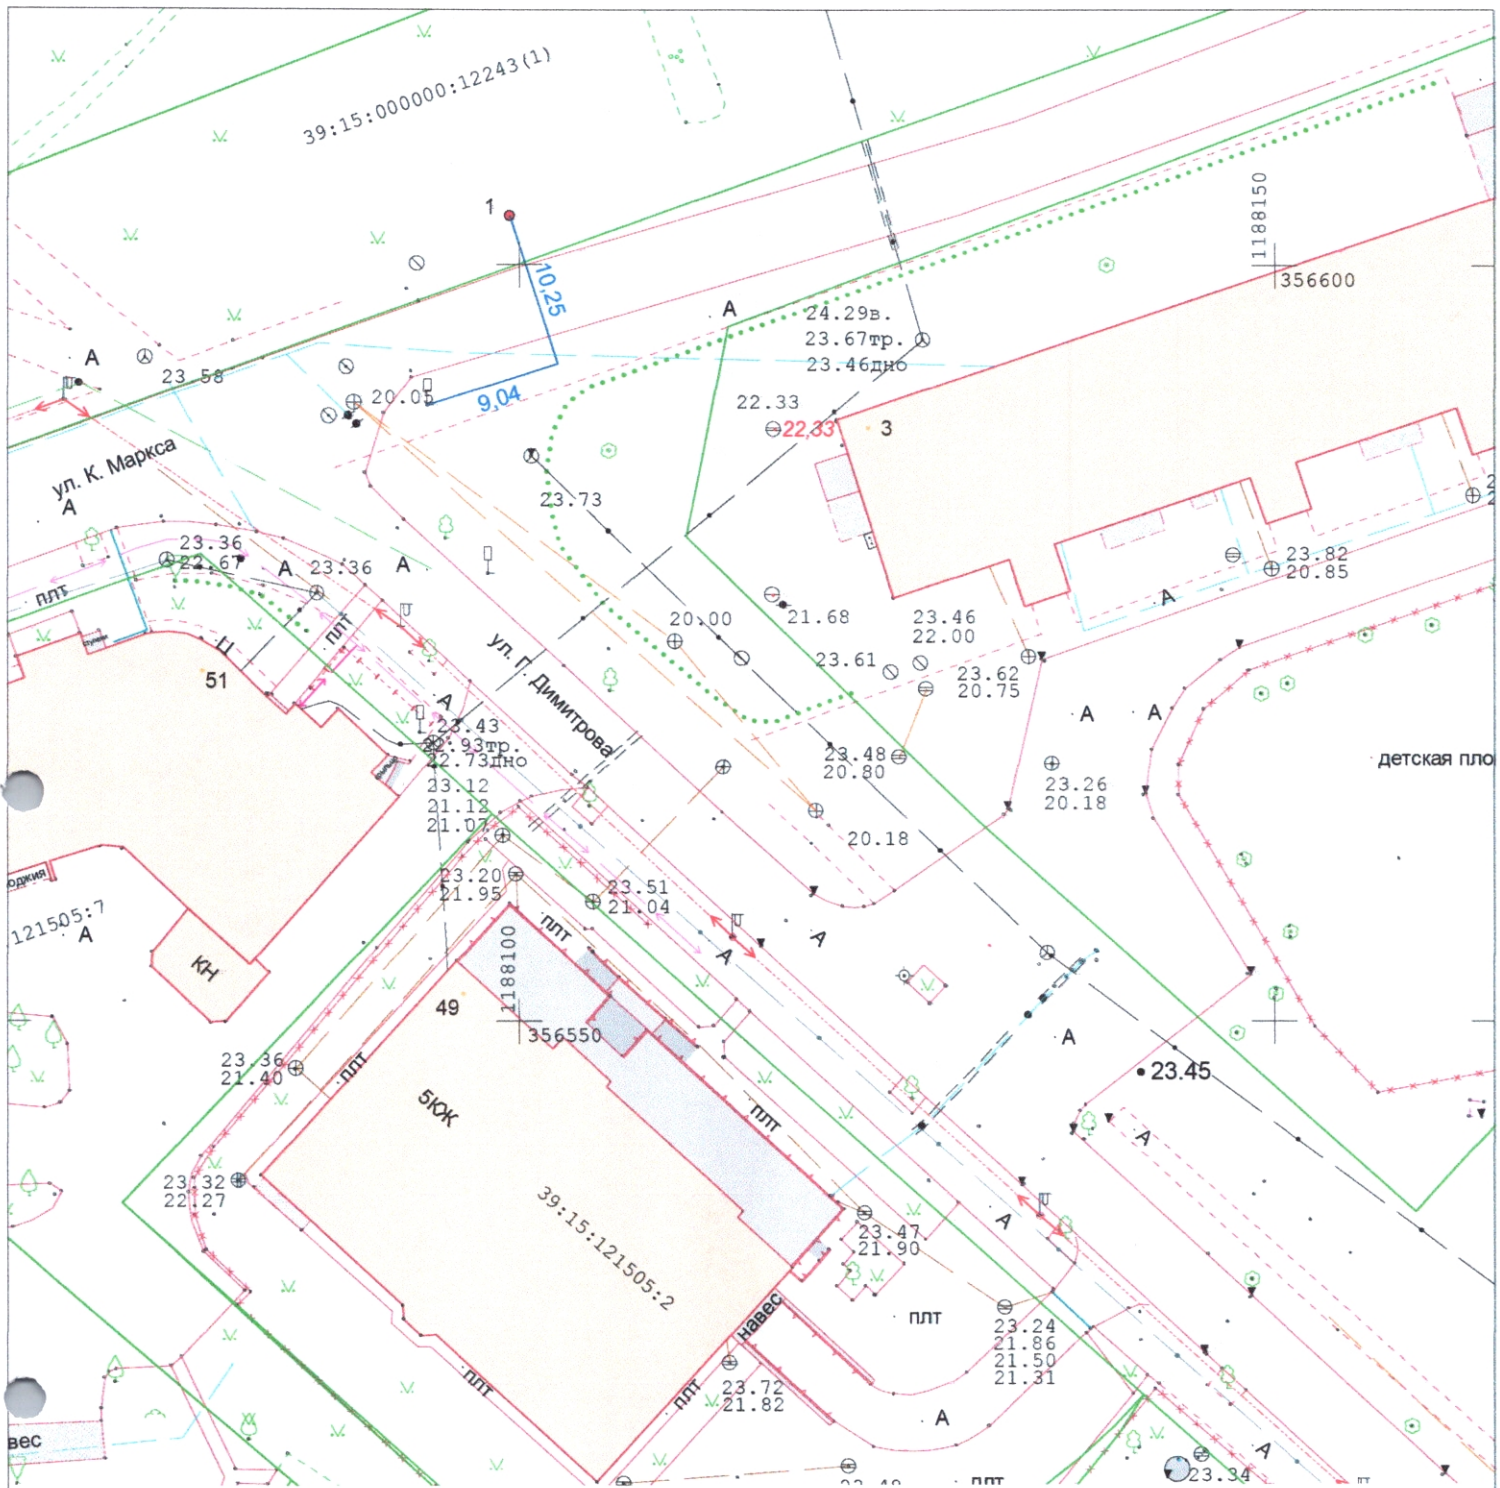 39:15:000000:12243(1)
1
10,25
9,04
1188150
356600
А
24.29в.
23.67тр.
23.46дно
А
23.58
20.05
22.33
22,33
3
ул. К. Маркса
А
23.73
23.36
22.67
А
23.36
А
плт
плт
Ц
51
23.82
20.85
А
20.00
21.68
23.46
22.00
23.61
23.62
20.75
ул. Г. Димитрова
А
23.43
22.93тр.
22.73дно
23.12
21.12
21.07
23.48
20.80
А
А
детская пло
23.26
20.18
20.18
23.20
21.95
23.51
21.04
121505:7
А
КН
плт
А
А
1188100
49
356550
А
23.45
23.36
21.40
плт
5КЖ
плт
А
23.32
22.27
39:15:121505:2
А
23.47
21.90
навес
плт
23.24
21.86
21.50
21.31
плт
плт
23.72
21.82
А
А
вес
23.34
плт